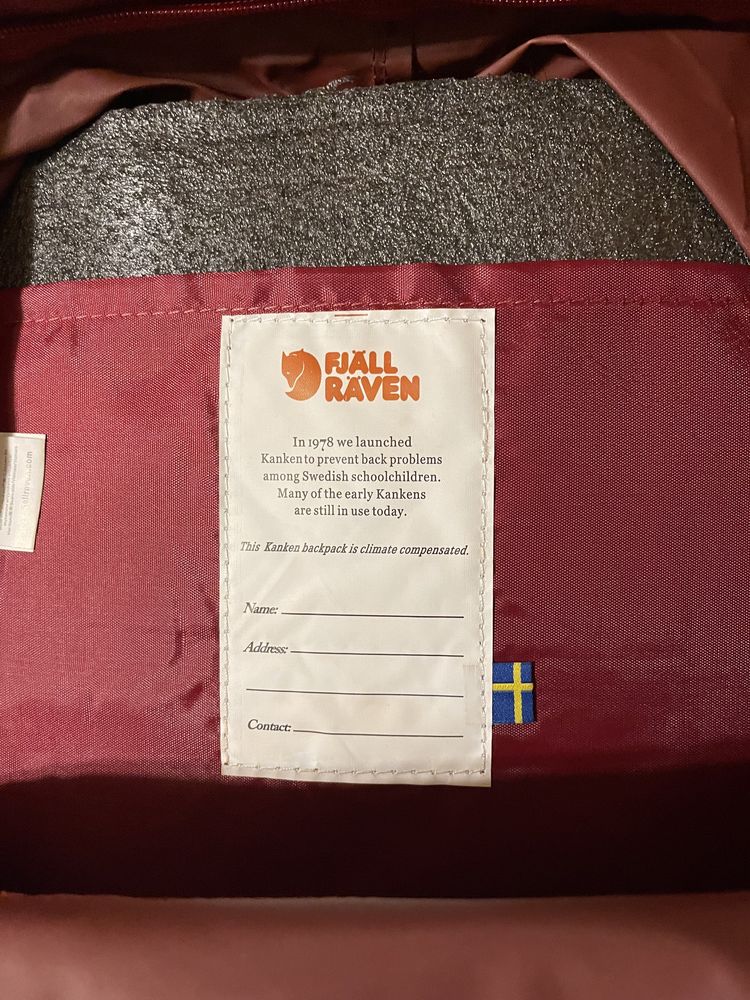 FJÄLL
RÄVEN
In 1978 we launched
Kanken to prevent back problems
among Swedish schoolchildren.
Many of the early Kankens
are still in use today.
This Kanken backpack is climate compensated.
Name:
Address:
Contact: